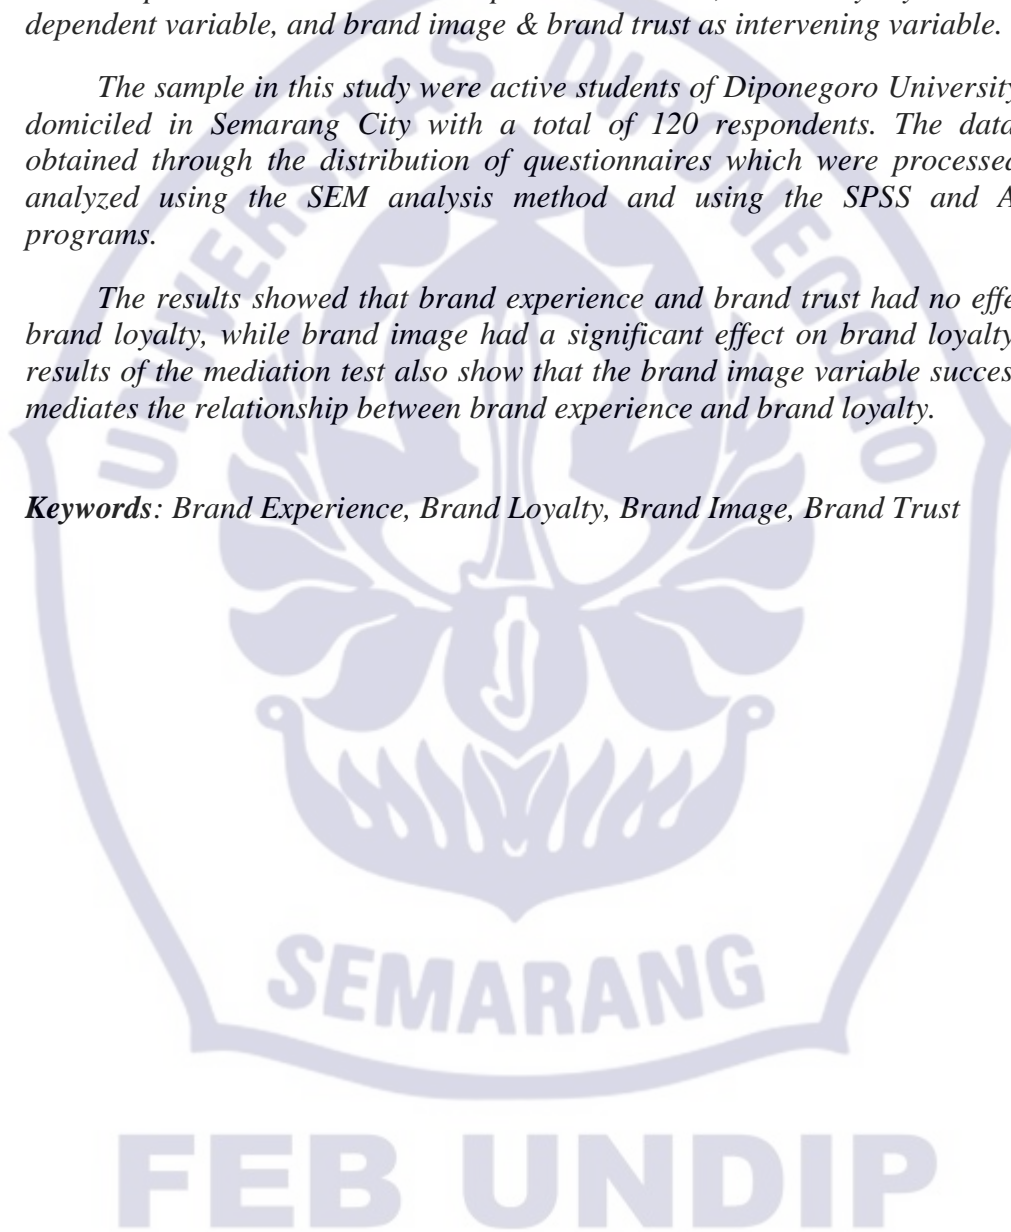 dependent variable, and brand image & brand trust as intervening variable.
The sample in this study were active students of Diponegoro University
domiciled in Semarang City with a total of 120 respondents. The data
obtained through the distribution of questionnaires which were processed
analyzed using the SEM analysis method and using the SPSS and A
programs.
The results showed that brand experience and brand trust had no effe
brand loyalty, while brand image had a significant effect on brand loyalty
results of the mediation test also show that the brand image variable succes
mediates the relationship between brand experience and brand loyalty.
Keywords: Brand Experience, Brand Loyalty, Brand Image, Brand Trust
UNIVERSITAS DIPONEGORO
SEMARANG
FEB UNDIP